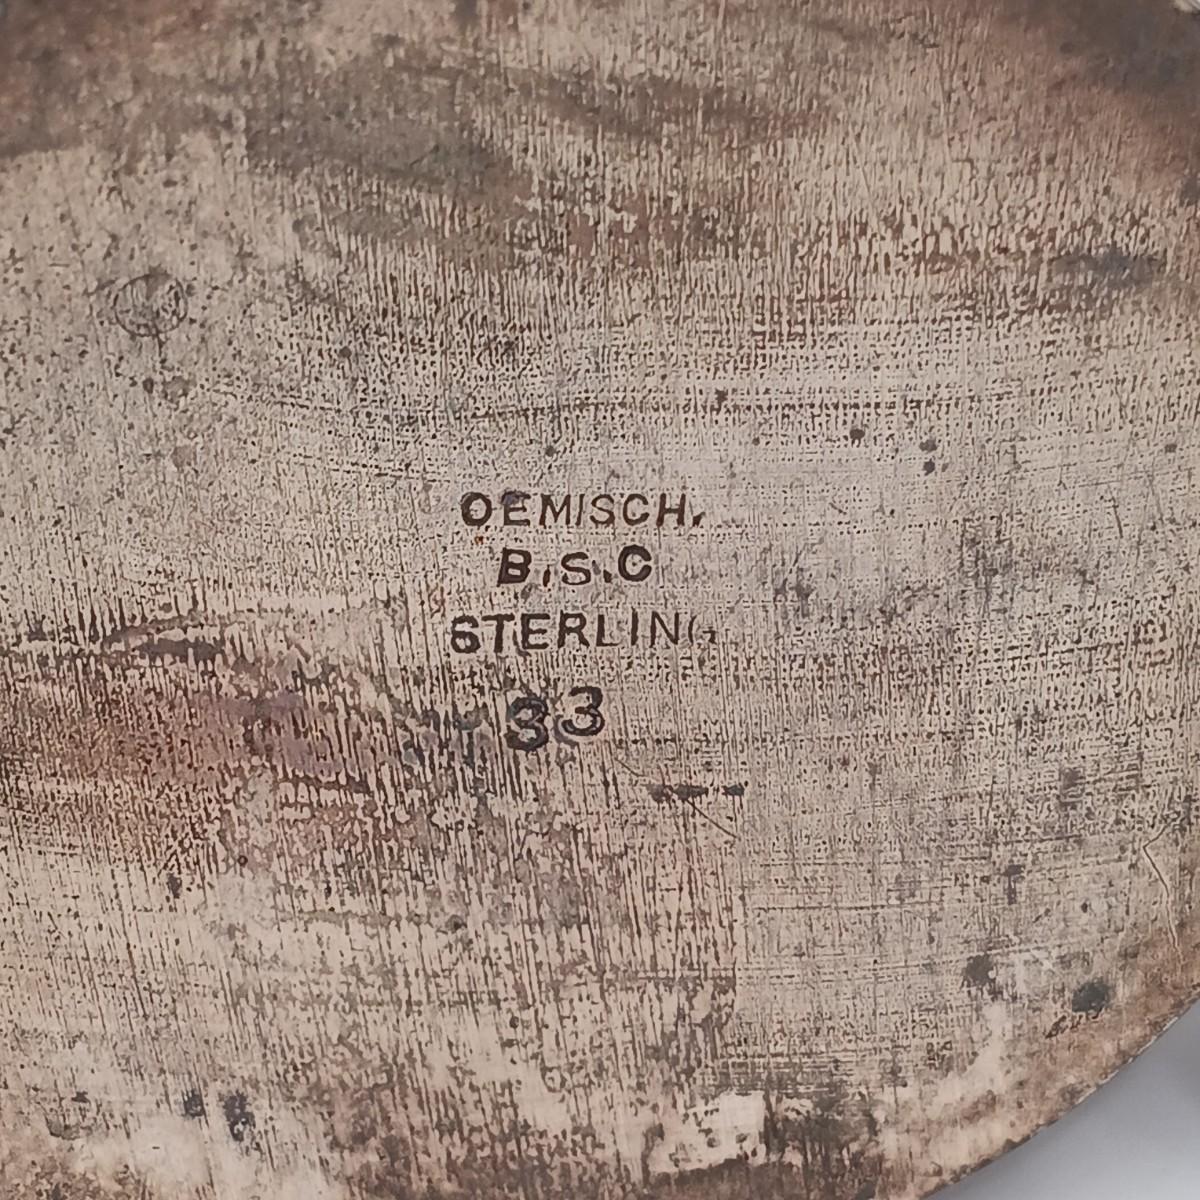 OEMISCH.
B.S.C
STERLING
33